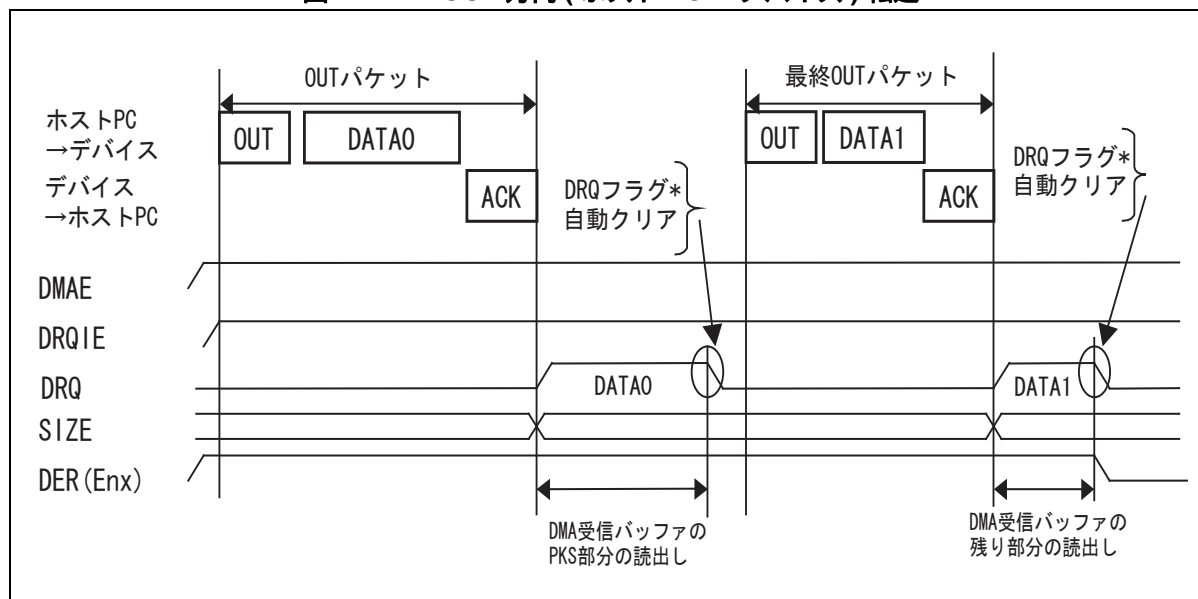 OUTパケット
最終OUTパケット
ホストPC
→デバイス
OUT
DATA0
OUT
DATA1
デバイス
→ホストPC
ACK
DRQフラグ*
自動クリア
ACK
DRQフラグ*
自動クリア
DMAE
DRQIE
DRQ
DATA0
DATA1
SIZE
DER(Enx)
DMA受信バッファの
PKS部分の読出し
DMA受信バッファの
残り部分の読出し